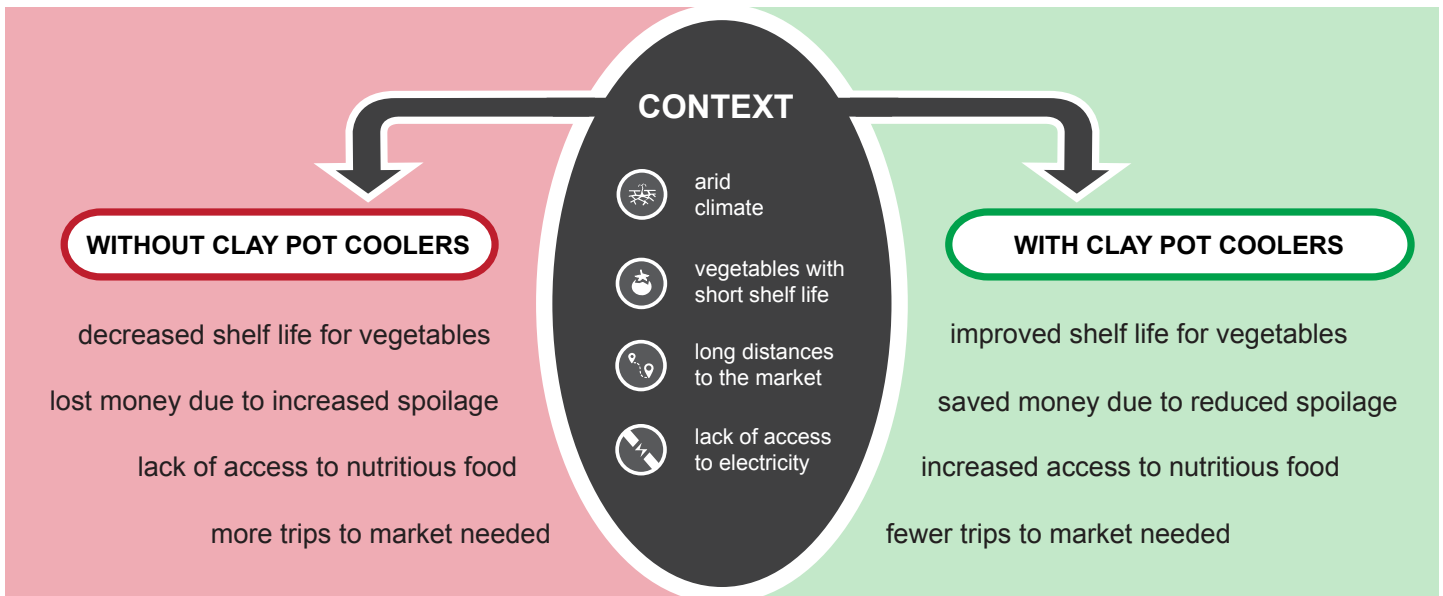 CONTEXT
arid
climate
vegetables with
short shelf life
long distances
to the market
lack of access
to electricity
WITHOUT CLAY POT COOLERS
decreased shelf life for vegetables
lost money due to increased spoilage
lack of access to nutritious food
more trips to market needed
WITH CLAY POT COOLERS
improved shelf life for vegetables
saved money due to reduced spoilage
increased access to nutritious food
fewer trips to market needed